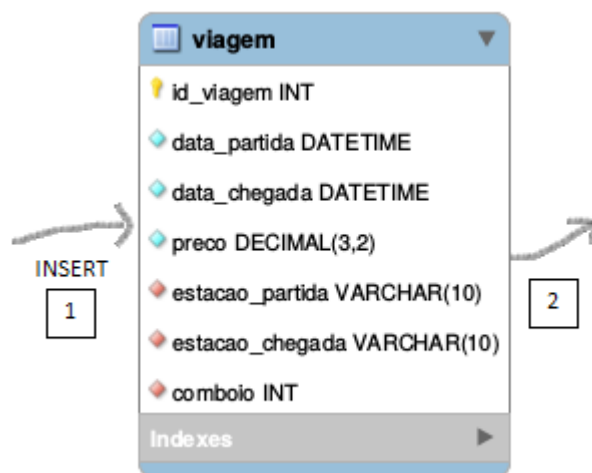 viagem
id_viagem INT
data_partida DATETIME
data_chegada DATETIME
preco DECIMAL(3,2)
estacao_partida VARCHAR(10)
estacao_chegada VARCHAR(10)
comboio INT
Indexes
INSERT
1
2